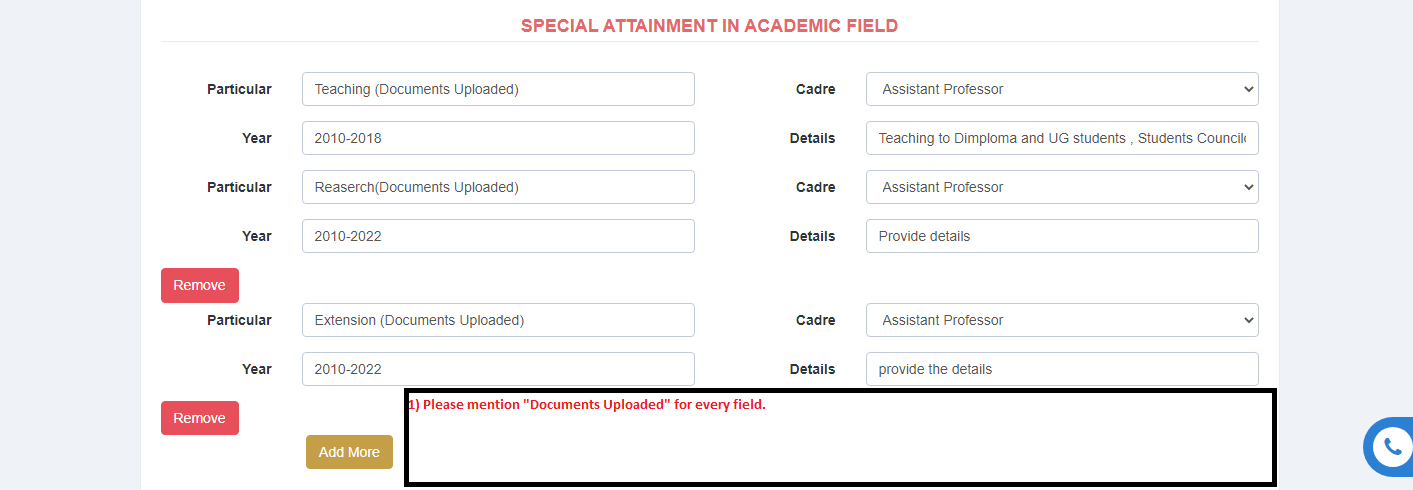 SPECIAL ATTAINMENT IN ACADEMIC FIELD
Particular Teaching (Documents Uploaded) Cadre Assistant Professor
Year 2010-2018 Details Teaching to Dimploma and UG students , Students Councilo
Particular Reaserch(Documents Uploaded) Cadre Assistant Professor
Year 2010-2022 Details Provide details
Remove
Particular Extension (Documents Uploaded) Cadre Assistant Professor
Year 2010-2022 Details provide the details
1) Please mention "Documents Uploaded" for every field.
Remove
Add More